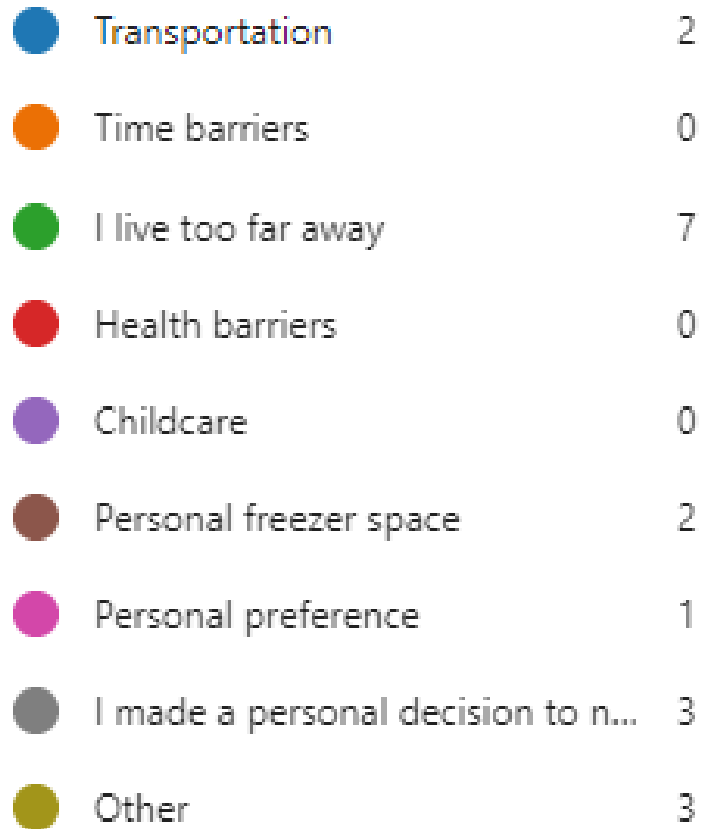 Transportation 2
Time barriers 0
I live too far away 7
Health barriers 0
Childcare 0
Personal freezer space 2
Personal preference 1
I made a personal decision to n... 3
Other 3